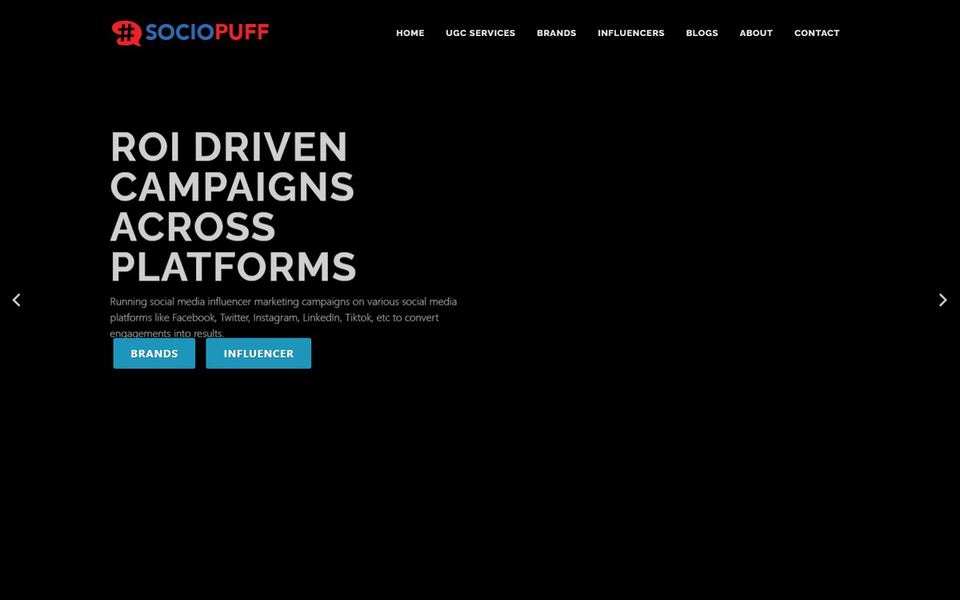 # SOCIOPUFF
HOME UGC SERVICES BRANDS INFLUENCERS BLOGS ABOUT CONTACT
ROI DRIVEN
CAMPAIGNS
ACROSS
PLATFORMS
Running social media influencer marketing campaigns on various social media
platforms like Facebook, Twitter, Instagram, LinkedIn, Tiktok, etc to convert
engagements into results.
BRANDS INFLUENCER